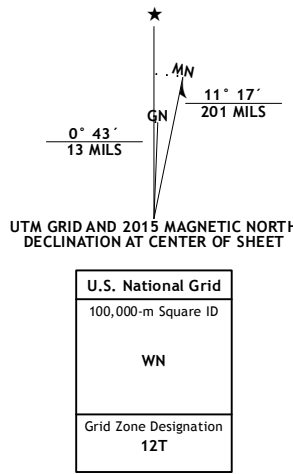 ★
MN
GN
11° 17´
201 MILS
0° 43´
13 MILS
UTM GRID AND 2015 MAGNETIC NORTH
DECLINATION AT CENTER OF SHEET
U.S. National Grid
100,000-m Square ID
WN
Grid Zone Designation
12T